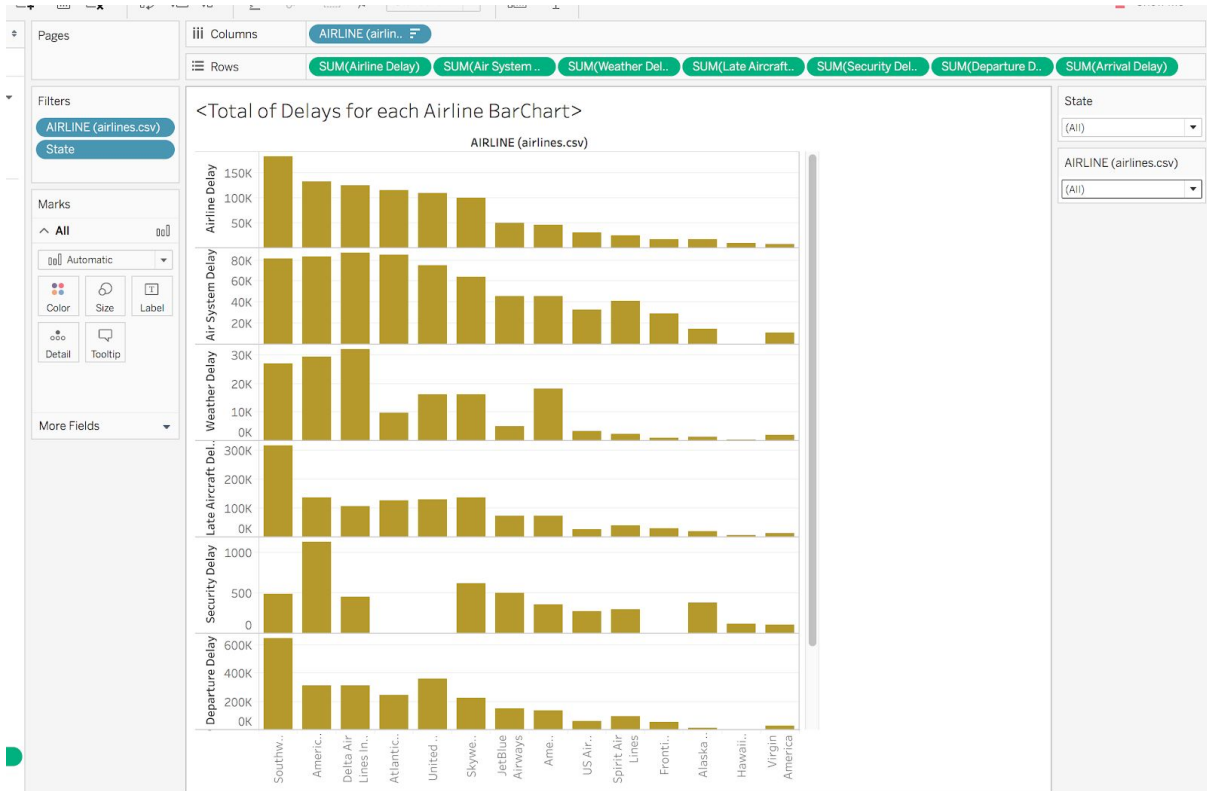 Pages
iii Columns
AIRLINE (airlin..
Rows
SUM(Airline Delay) SUM(Air System .. SUM(Weather Del.. SUM(Late Aircraft.. SUM(Security Del.. SUM(Departure D.. SUM(Arrival Delay)
Filters
AIRLINE (airlines.csv)
State
Marks
All
Automatic
Color Size Label
Detail Tooltip
More Fields
<Total of Delays for each Airline BarChart>
AIRLINE (airlines.csv)
Airline Delay
150K
100K
50K
Air System Delay
80K
60K
40K
20K
Weather Delay
30K
20K
10K
0K
Late Aircraft Del..
300K
200K
100K
0K
Security Delay
1000
500
0
Departure Delay
600K
400K
200K
0K
Southw..
Americ..
Delta Air
Lines In..
Atlantic..
United ..
Skywe..
JetBlue
Airways
Ame..
US Air..
Spirit Air
Lines
Fronti..
Alaska ..
Hawaii..
Virgin
America
State
(All)
AIRLINE (airlines.csv)
(All)